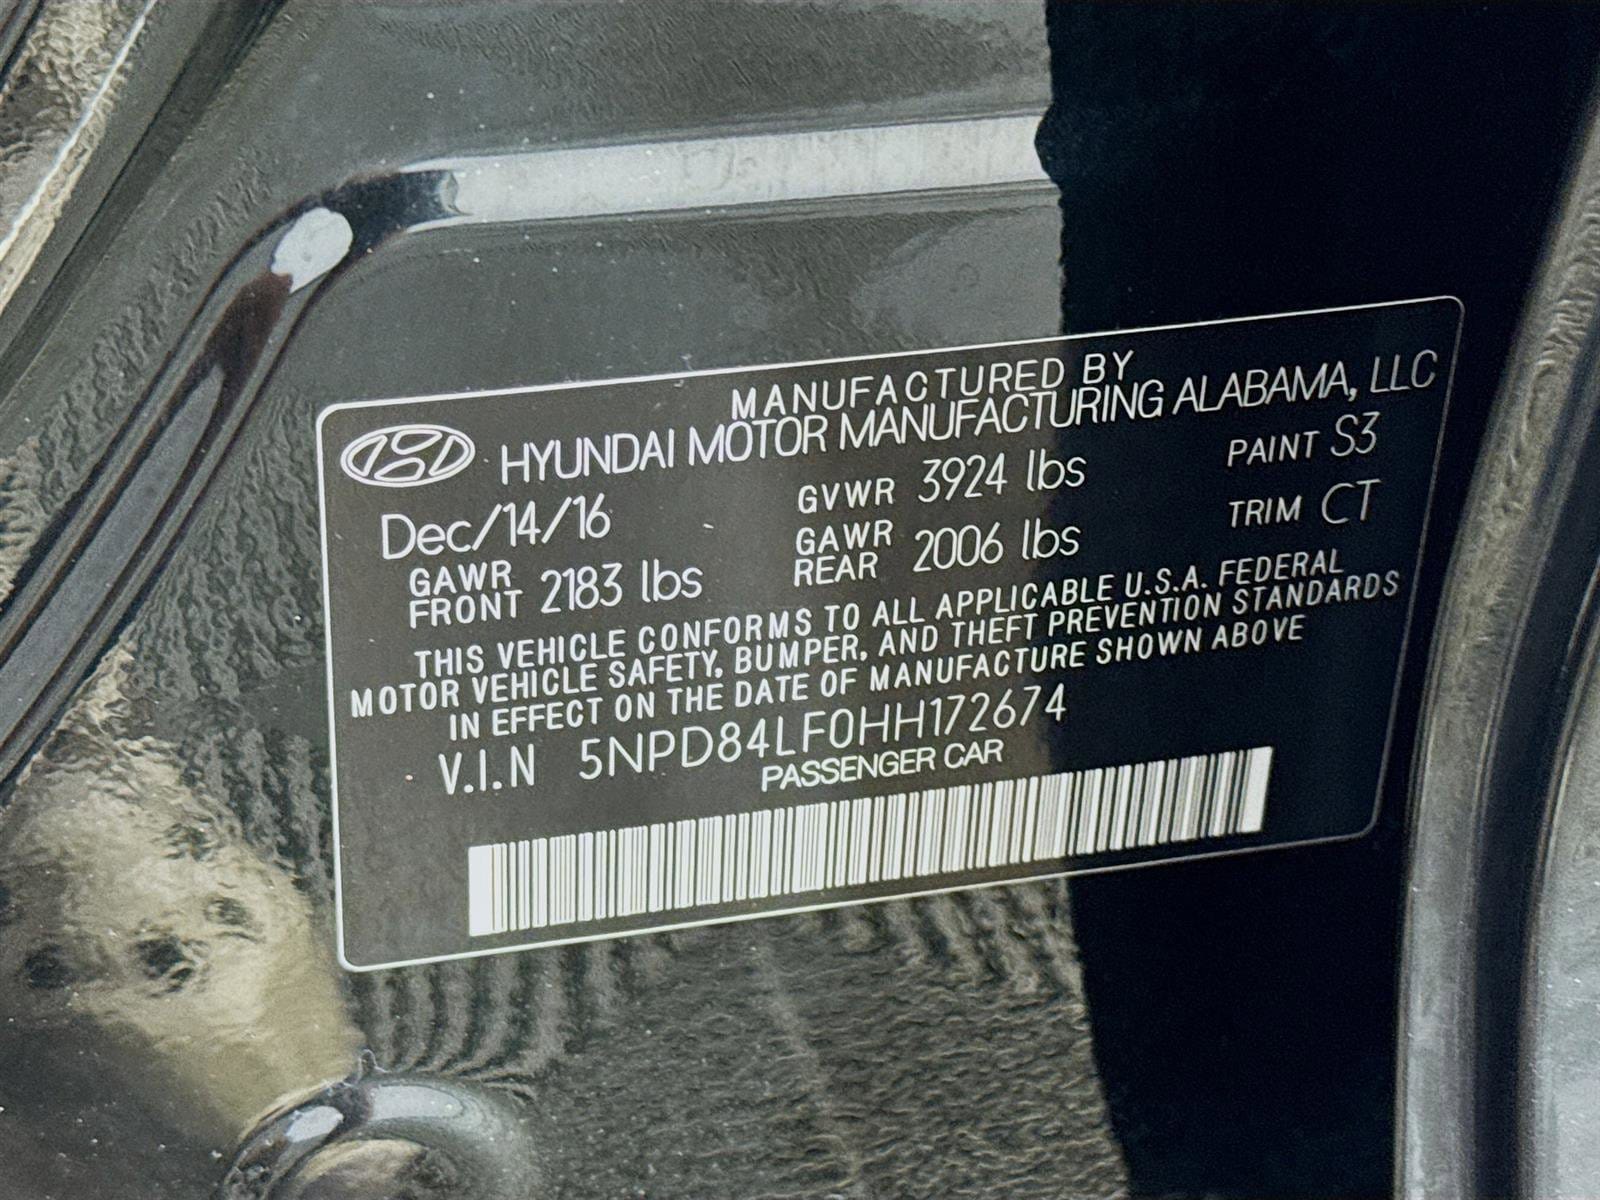 MANUFACTURED BY
HYUNDAI MOTOR MANUFACTURING ALABAMA, LLC
Dec/14/16 GVWR 3924 lbs PAINT S3
GAWR FRONT 2183 lbs GAWR REAR 2006 lbs TRIM CT
THIS VEHICLE CONFORMS TO ALL APPLICABLE U.S.A. FEDERAL
MOTOR VEHICLE SAFETY, BUMPER, AND THEFT PREVENTION STANDARDS
IN EFFECT ON THE DATE OF MANUFACTURE SHOWN ABOVE
V.I.N 5NPD84LF0HH172674
PASSENGER CAR